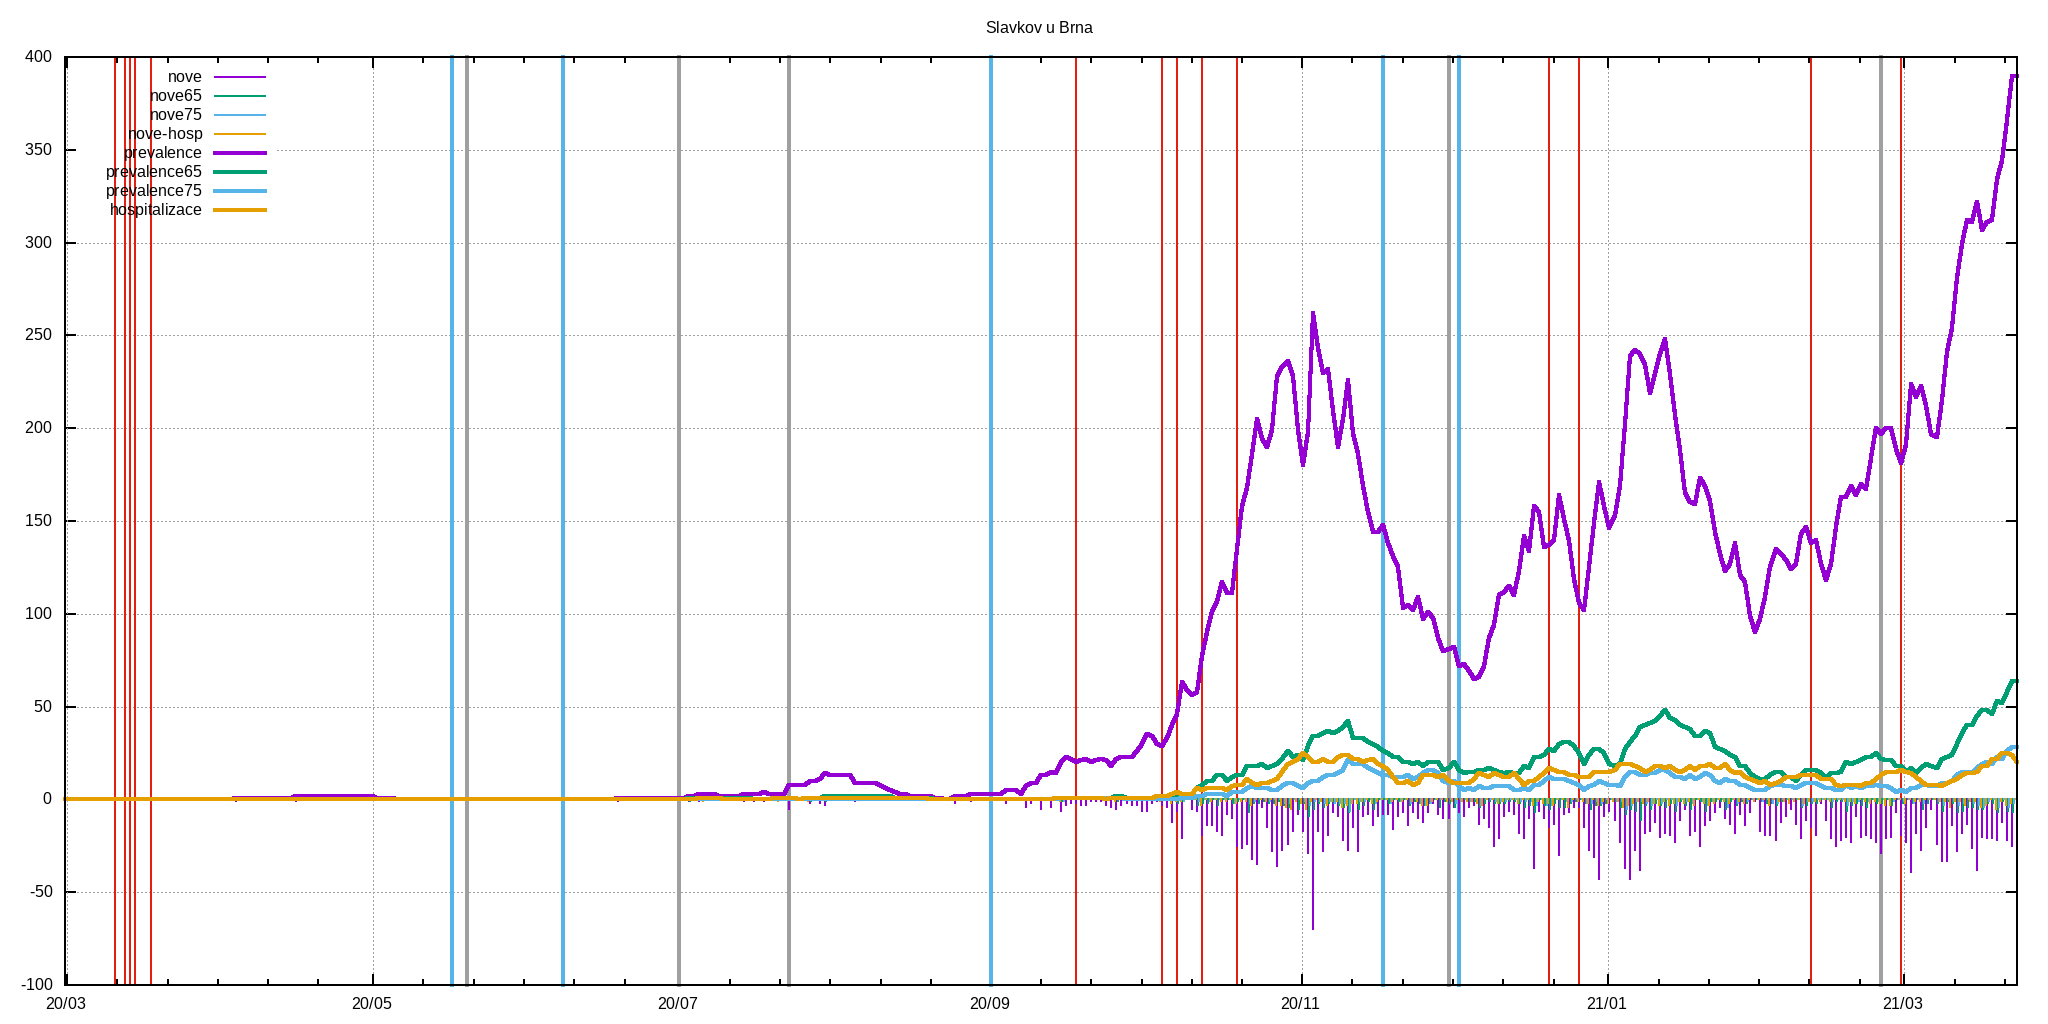 Slavkov u Brna
400
350
300
250
200
150
100
50
0
-50
-100
nove
nove65
nove75
nove-hosp
prevalence
prevalence65
prevalence75
hospitalizace
20/03 20/05 20/07 20/09 20/11 21/01 21/03